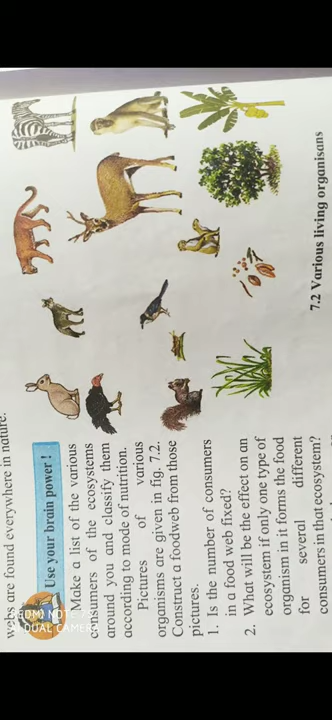 webs are found everywhere in nature.
Use your brain power !
Make a list of the various
consumers of the ecosystems
around you and classify them
according to mode of nutrition.
Pictures of various
organisms are given in fig. 7.2.
Construct a foodweb from those
pictures.
1. Is the number of consumers
in a food web fixed?
2. What will be the effect on an
ecosystem if only one type of
organism in it forms the food
for several different
consumers in that ecosystem?
7.2 Various living organisans
NOTE
DUAL CAMERA